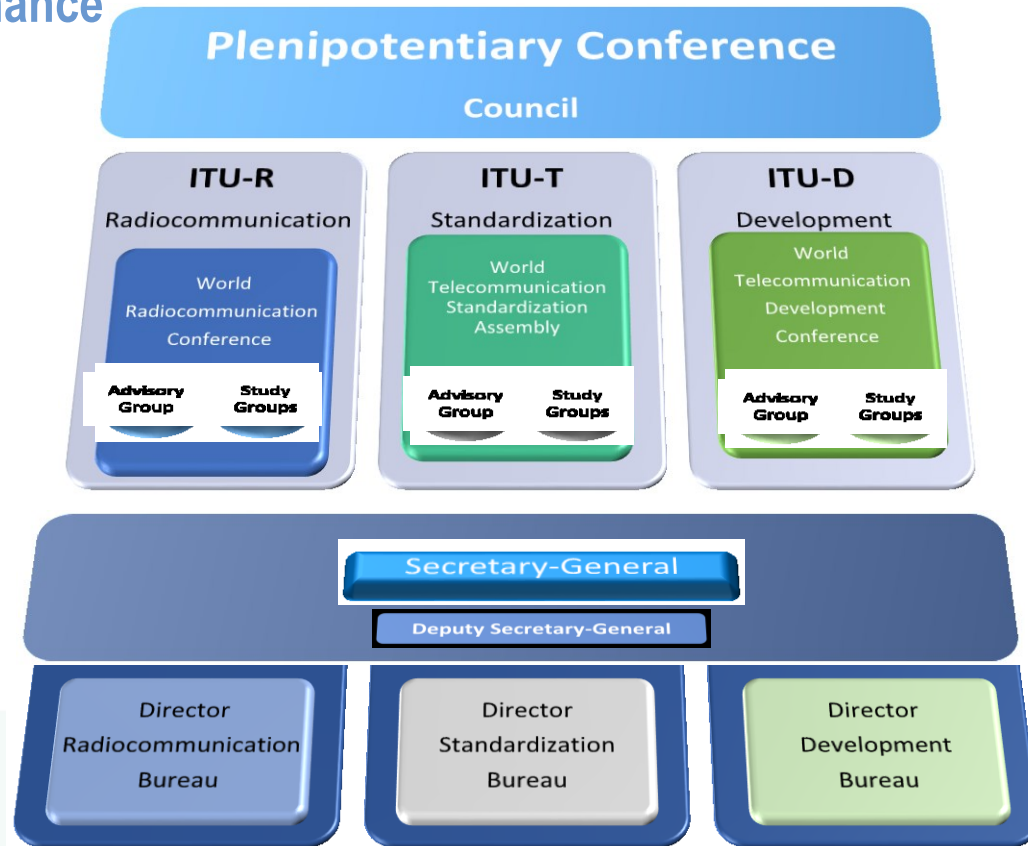 Plenipotentiary Conference
Council
ITU-R
Radiocommunication
World
Radiocommunication
Conference
Advisory
Group
Study
Groups
ITU-T
Standardization
World
Telecommunication
Standardization
Assembly
Advisory
Group
Study
Groups
ITU-D
Development
World
Telecommunication
Development
Conference
Advisory
Group
Study
Groups
Secretary-General
Deputy Secretary-General
Director
Radiocommunication
Bureau
Director
Standardization
Bureau
Director
Development
Bureau